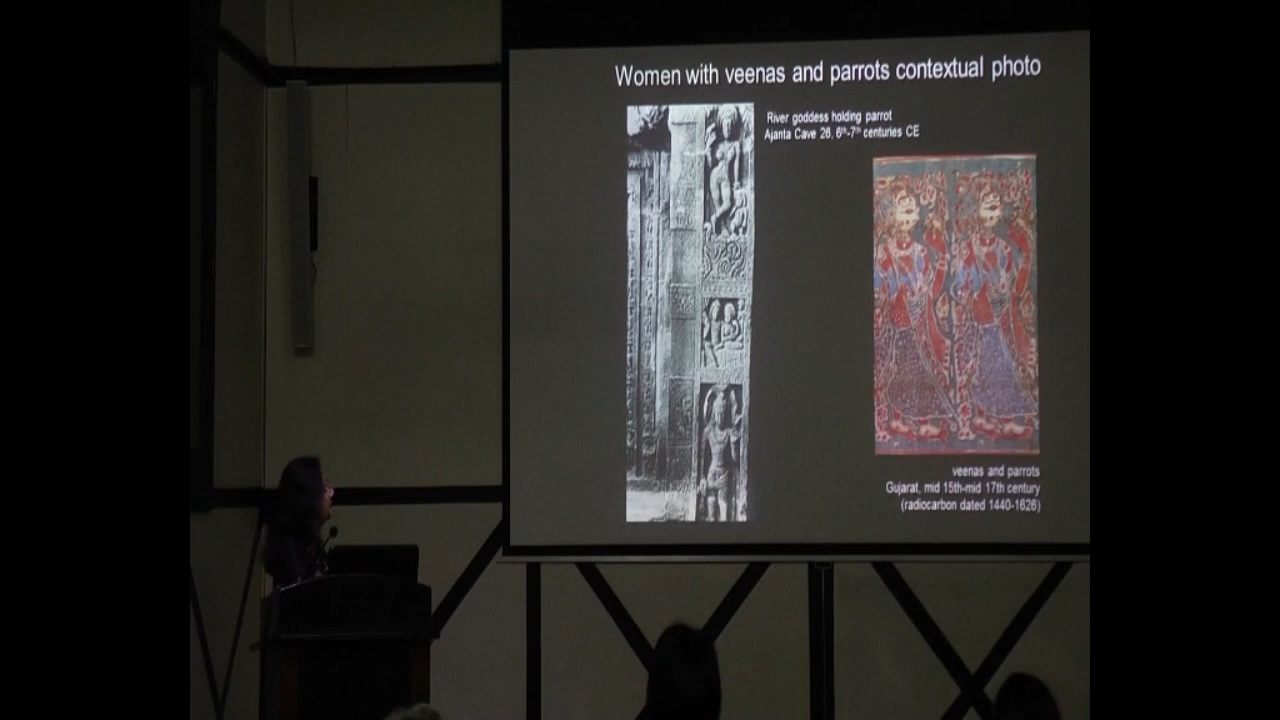 Women with veenas and parrots contextual photo
River goddess holding parrot
Ajanta Cave 26, 6th-7th centuries CE
veenas and parrots
Gujarat, mid 15th-mid 17th century
(radiocarbon dated 1440-1626)